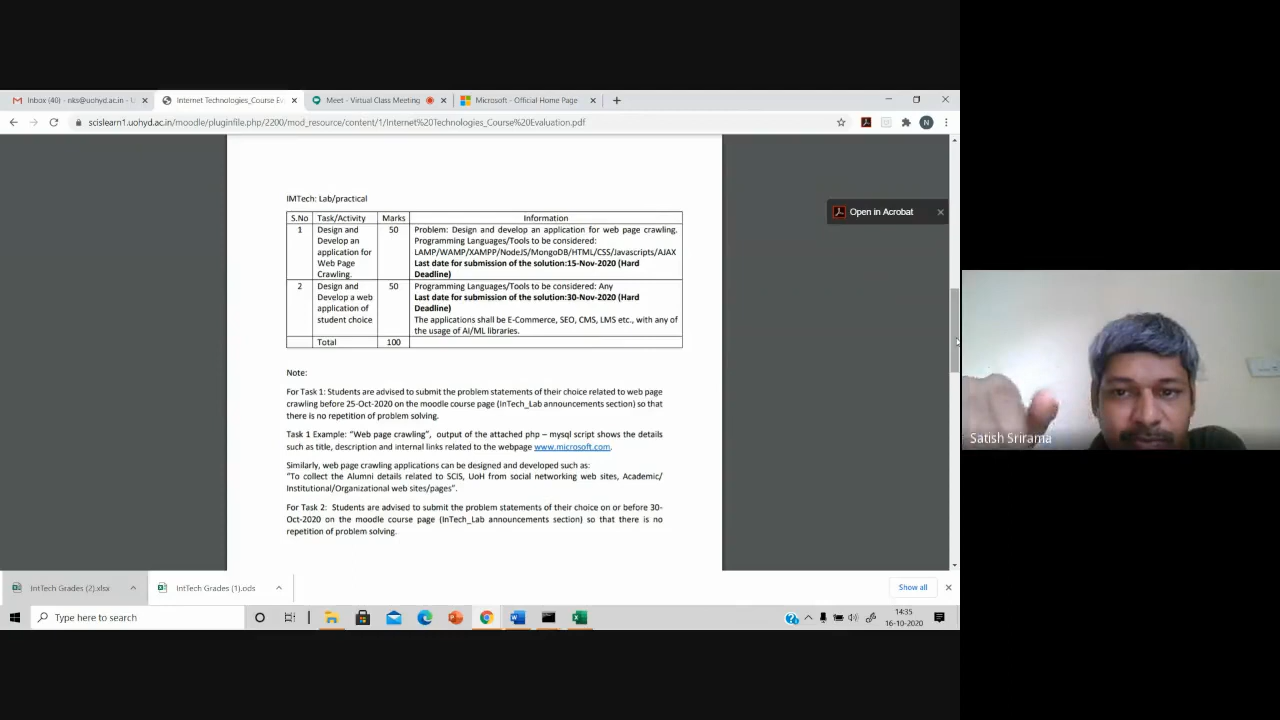 Inbox (40) - nks@uohyd.ac.in - U
Internet Technologies_Course Ev
Meet - Virtual Class Meeting
Microsoft - Official Home Page
scislearn1.uohyd.ac.in/moodle/pluginfile.php/2200/mod_resource/content/1/Internet%20Technologies_Course%20Evaluation.pdf
N
Open in Acrobat
IMTech: Lab/practical
S.No Task/Activity Marks Information
1 Design and 50 Problem: Design and develop an application for web page crawling.
Develop an Programming Languages/Tools to be considered:
application for LAMP/WAMP/XAMPP/NodeJS/MongoDB/HTML/CSS/Javascripts/AJAX
Web Page Last date for submission of the solution:15-Nov-2020 (Hard
Crawling. Deadline)
2 Design and 50 Programming Languages/Tools to be considered: Any
Develop a web Last date for submission of the solution:30-Nov-2020 (Hard
application of Deadline)
student choice The applications shall be E-Commerce, SEO, CMS, LMS etc., with any of
the usage of AI/ML libraries.
Total 100
Note:
For Task 1: Students are advised to submit the problem statements of their choice related to web page
crawling before 25-Oct-2020 on the moodle course page (InTech_Lab announcements section) so that
there is no repetition of problem solving.
Task 1 Example: “Web page crawling”, output of the attached php – mysql script shows the details
such as title, description and internal links related to the webpage www.microsoft.com.
Similarly, web page crawling applications can be designed and developed such as:
“To collect the Alumni details related to SCIS, UoH from social networking web sites, Academic/
Institutional/Organizational web sites/pages”.
For Task 2: Students are advised to submit the problem statements of their choice on or before 30-
Oct-2020 on the moodle course page (InTech_Lab announcements section) so that there is no
repetition of problem solving.
Satish Srirama
IntTech Grades (2).xlsx
IntTech Grades (1).ods
Show all
Type here to search
14:35
16-10-2020